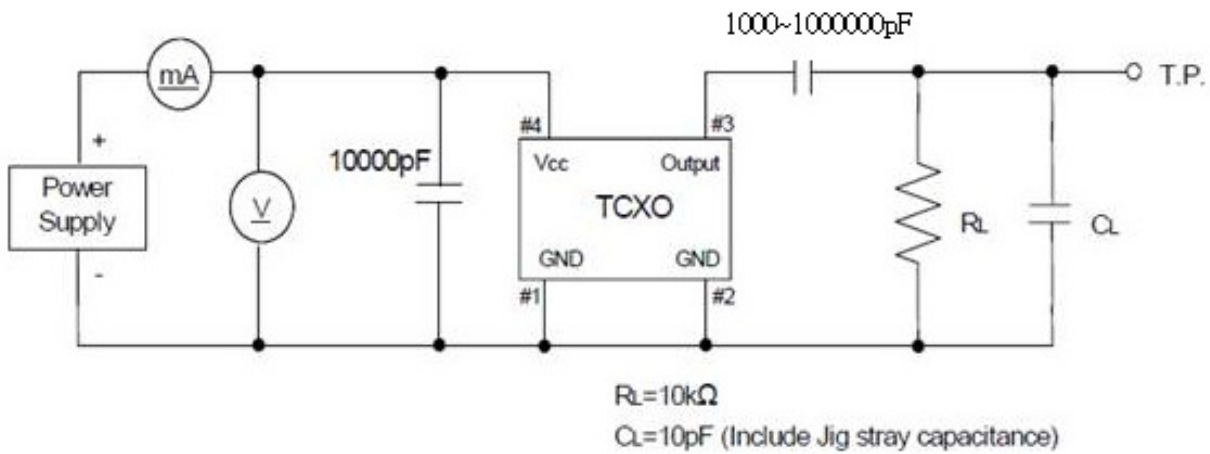 1000~1000000pF
mA
T.P.
+
#4
#3
10000pF
Vcc
Output
Power
Supply
V
TCXO
RL
CL
-
GND
GND
#1
#2
RL=10kΩ
CL=10pF (Include Jig stray capacitance)